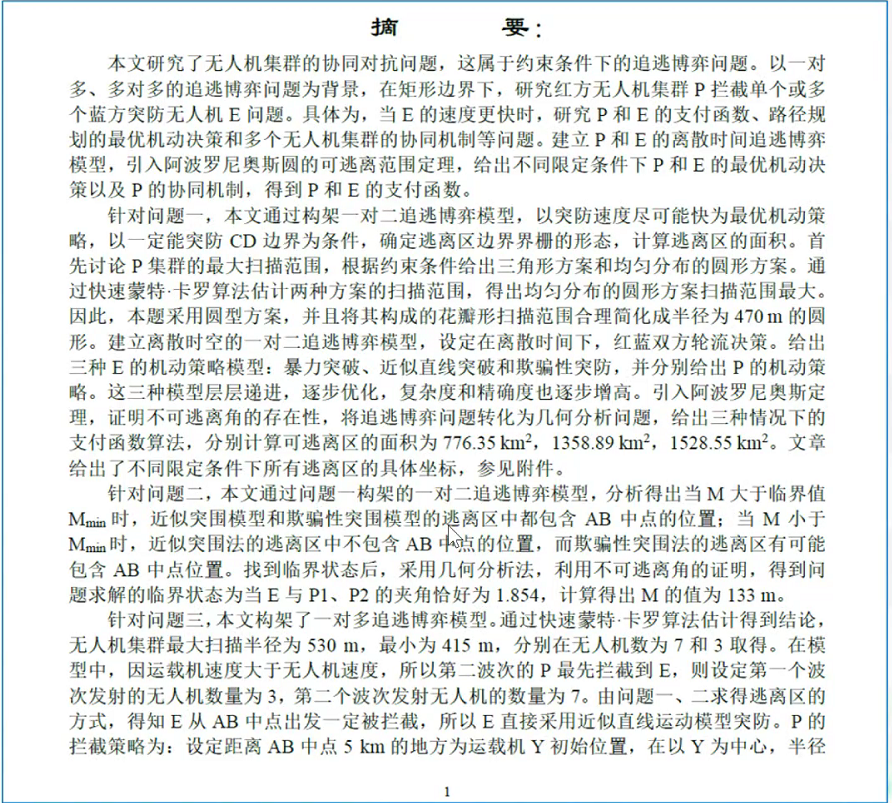 摘 要：
本文研究了无人机集群的协同对抗问题，这属于约束条件下的追逃博弈问题。以一对
多、多对多的追逃博弈问题为背景，在矩形边界下，研究红方无人机集群 P 拦截单个或多
个蓝方突防无人机 E 问题。具体为，当 E 的速度更快时，研究 P 和 E 的支付函数、路径规
划的最优机动决策和多个无人机集群的协同机制等问题。建立 P 和 E 的离散时间追逃博弈
模型，引入阿波罗尼奥斯圆的可逃离范围定理，给出不同限定条件下 P 和 E 的最优机动决
策以及 P 的协同机制，得到 P 和 E 的支付函数。
针对问题一，本文通过构架一对二追逃博弈模型，以突防速度尽可能快为最优机动策
略，以一定能突防 CD 边界为条件，确定逃离区边界界栅的形态，计算逃离区的面积。首
先讨论 P 集群的最大扫描范围，根据约束条件给出三角形方案和均匀分布的圆形方案。通
过快速蒙特·卡罗算法估计两种方案的扫描范围，得出均匀分布的圆形方案扫描范围最大。
因此，本题采用圆型方案，并且将其构成的花瓣形扫描范围合理简化成半径为 470 m 的圆
形。建立离散时空的一对二追逃博弈模型，设定在离散时间下，红蓝双方轮流决策。给出
三种 E 的机动策略模型：暴力突破、近似直线突破和欺骗性突防，并分别给出 P 的机动策
略。这三种模型层层递进，逐步优化，复杂度和精确度也逐步增高。引入阿波罗尼奥斯定
理，证明不可逃离角的存在性，将追逃博弈问题转化为几何分析问题，给出三种情况下的
支付函数算法，分别计算可逃离区的面积为 776.35 km²，1358.89 km²，1528.55 km²。文章
给出了不同限定条件下所有逃离区的具体坐标，参见附件。
针对问题二，本文通过问题一构架的一对二追逃博弈模型，分析得出当 M 大于临界值
Mmin 时，近似突围模型和欺骗性突围模型的逃离区中都包含 AB 中点的位置；当 M 小于
Mmin 时，近似突围法的逃离区中不包含 AB 中点的位置，而欺骗性突围法的逃离区有可能
包含 AB 中点位置。找到临界状态后，采用几何分析法，利用不可逃离角的证明，得到问
题求解的临界状态为当 E 与 P1、P2 的夹角恰好为 1.854，计算得出 M 的值为 133 m。
针对问题三，本文构架了一对多追逃博弈模型。通过快速蒙特·卡罗算法估计得到结论，
无人机集群最大扫描半径为 530 m，最小为 415 m，分别在无人机数为 7 和 3 取得。在模
型中，因运载机速度大于无人机速度，所以第二波次的 P 最先拦截到 E，则设定第一个波
次发射的无人机数量为 3，第二个波次发射无人机的数量为 7。由问题一、二求得逃离区的
方式，得知 E 从 AB 中点出发一定被拦截，所以 E 直接采用近似直线运动模型突防。P 的
拦截策略为：设定距离 AB 中点 5 km 的地方为运载机 Y 初始位置，在以 Y 为中心，半径
1